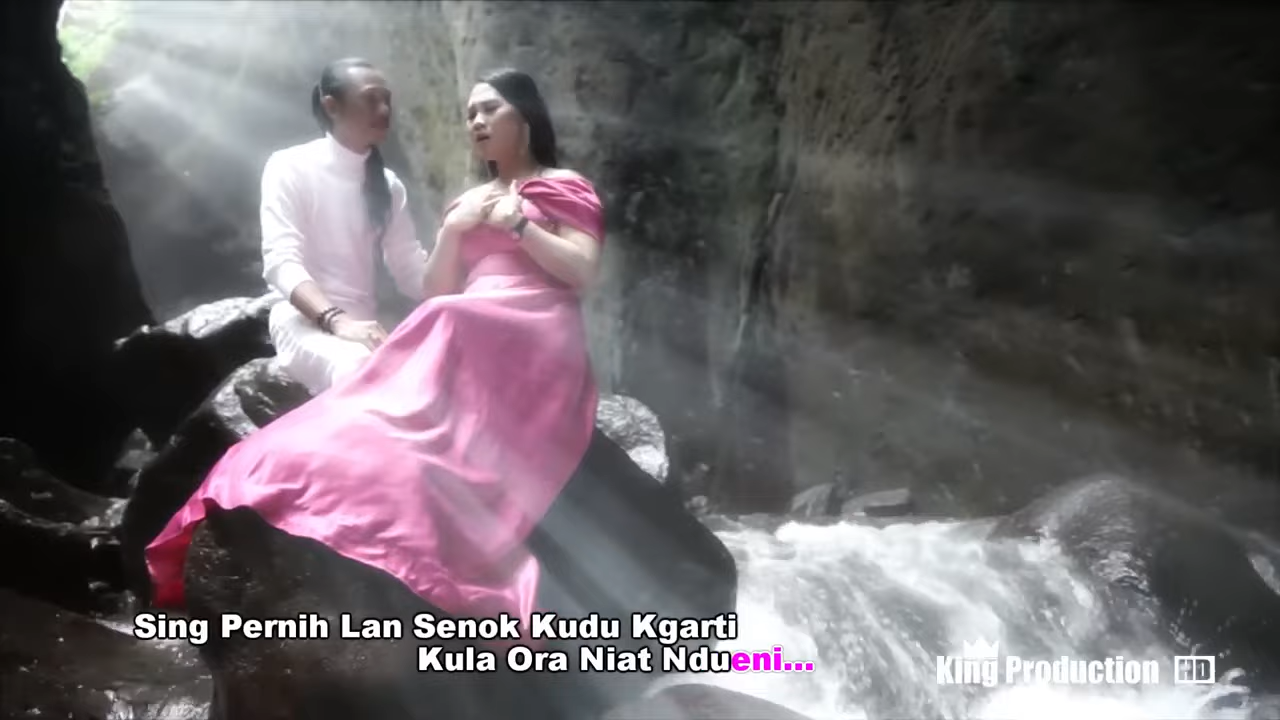 Sing Pernih Lan Senok Kudu Kgarti
Kula Ora Niat Ndueni...
King Production HD